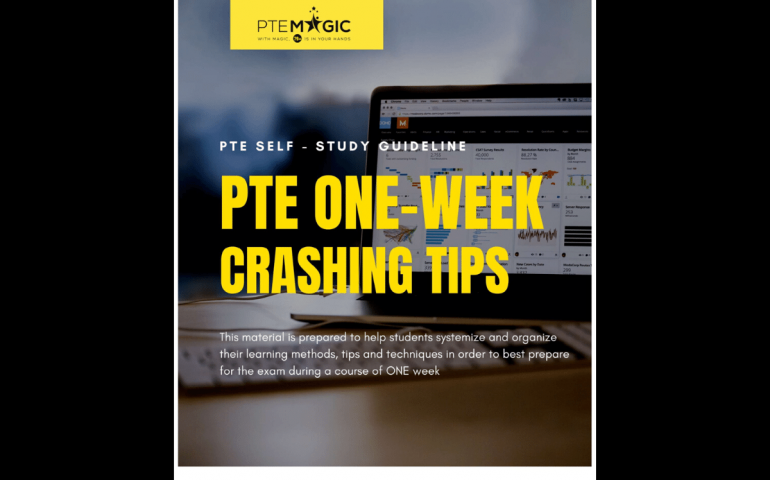 PTE MAGIC
WITH MAGIC, 79+ IS IN YOUR HANDS
PTE SELF - STUDY GUIDELINE
PTE ONE-WEEK
CRASHING TIPS
This material is prepared to help students systemize and organize
their learning methods, tips and techniques in order to best prepare
for the exam during a course of ONE week